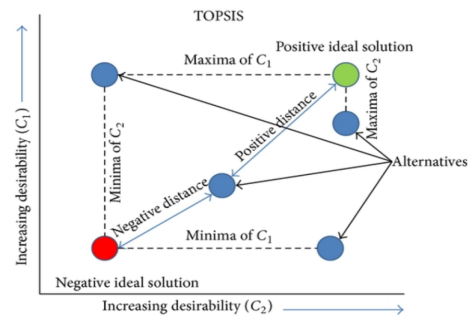 TOPSIS
Positive ideal solution
Maxima of C₁
Maxima of C₂
Increasing desirability (C₁)
Minima of C₂
Positive distance
Alternatives
Negative distance
Minima of C₁
Negative ideal solution
Increasing desirability (C₂)